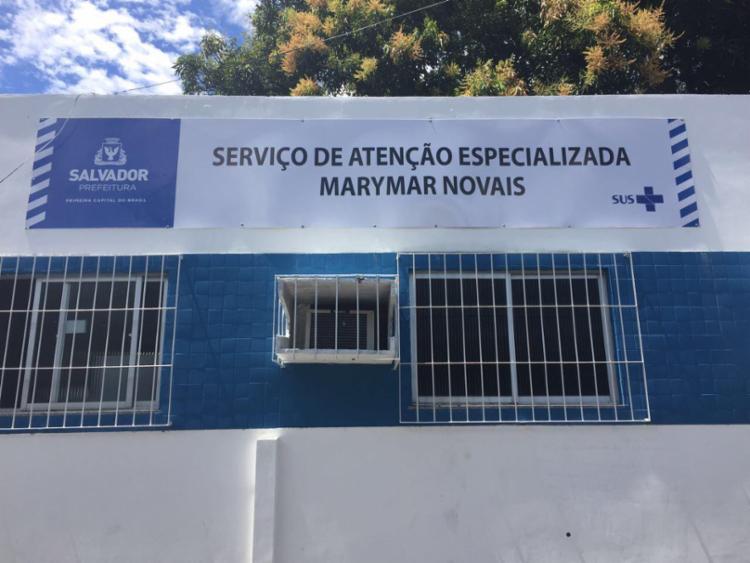 SALVADOR
PREFEITURA
PRIMEIRA CAPITAL DO BRASIL
SERVIÇO DE ATENÇÃO ESPECIALIZADA
MARYMAR NOVAIS
SUS